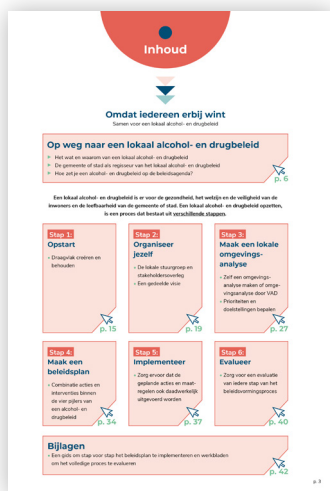 Inhoud
Omdat iedereen erbij wint
Samen voor een lokaal alcohol- en drugbeleid
Op weg naar een lokaal alcohol- en drugbeleid
Het wat en waarom van een lokaal alcohol- en drugbeleid
De gemeente of stad als regisseur van het lokaal alcohol- en drugbeleid
Hoe zet je een alcohol- en drugbeleid op de beleidsagenda?
p. 6
Een lokaal alcohol- en drugbeleid is er voor de gezondheid, het welzijn en de veiligheid van de
inwoners en de leefbaarheid van de gemeente of stad. Een lokaal alcohol- en drugbeleid opzetten,
is een proces dat bestaat uit verschillende stappen.
Stap 1:
Opstart
Draagvlak creëren en
behouden
p. 15
Stap 2:
Organiseer
jezelf
De lokale stuurgroep en
stakeholdersoverleg
Een gedeelde visie
p. 19
Stap 3:
Maak een lokale
omgevings-
analyse
Zelf een omgevings-
analyse maken of omge-
vingsanalyse door VAD
Prioriteiten en
doelstellingen bepalen
p. 27
Stap 4:
Maak een
beleidsplan
Combinatie acties en
interventies binnen
de vier pijlers van
een alcohol- en
drugbeleid
p. 34
Stap 5:
Implementeer
Zorg ervoor dat de
geplande acties en maat-
regelen ook daadwerkelijk
uitgevoerd worden
p. 37
Stap 6:
Evalueer
Zorg voor een evaluatie
van iedere stap van het
beleidsvormingsproces
p. 40
Bijlagen
Een gids om stap voor stap het beleidsplan te implementeren en werkbladen
om het volledige proces te evalueren
p. 42
p. 3